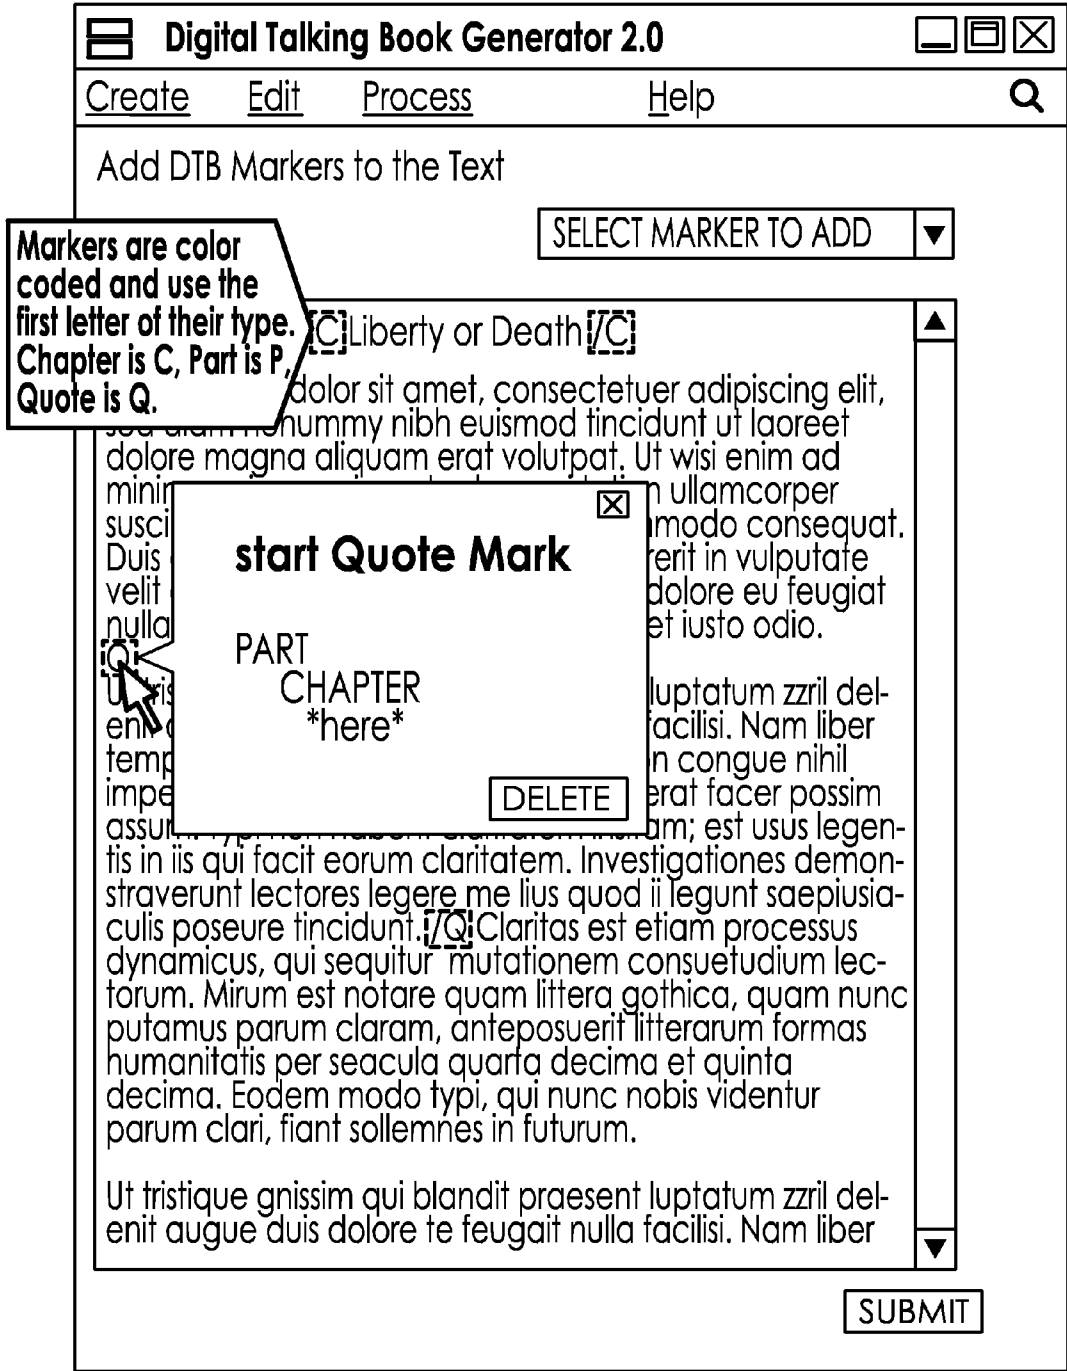 Digital Talking Book Generator 2.0
Create Edit Process Help
Add DTB Markers to the Text
SELECT MARKER TO ADD
Markers are color
coded and use the
first letter of their type.
Chapter is C, Part is P,
Quote is Q.
C Liberty or Death /C
dolor sit amet, consectetuer adipiscing elit,
nonummy nibh euismod tincidunt ut laoreet
dolore magna aliquam erat volutpat. Ut wisi enim ad
ullamcorper
consequat.
Duis in vulputate
velit dolore eu feugiat
nulla et iusto odio.
start Quote Mark
PART
CHAPTER
*here*
DELETE
Q
luptatum zzril del-
facilisi. Nam liber
congue nihil
facer possim
est usus legen-
tis in iis qui facit eorum claritatem. Investigationes demon-
straverunt lectores legere me lius quod ii legunt saepiusia-
culis poseure tincidunt. /Q Claritas est etiam processus
dynamicus, qui sequitur mutationem consuetudium lec-
torum. Mirum est notare quam littera gothica, quam nunc
putamus parum claram, anteposuerit litterarum formas
humanitatis per seacula quarta decima et quinta
decima. Eodem modo typi, qui nunc nobis videntur
parum clari, fiant sollemnes in futurum.
Ut tristique gnissim qui blandit praesent luptatum zzril del-
enit augue duis dolore te feugait nulla facilisi. Nam liber
SUBMIT